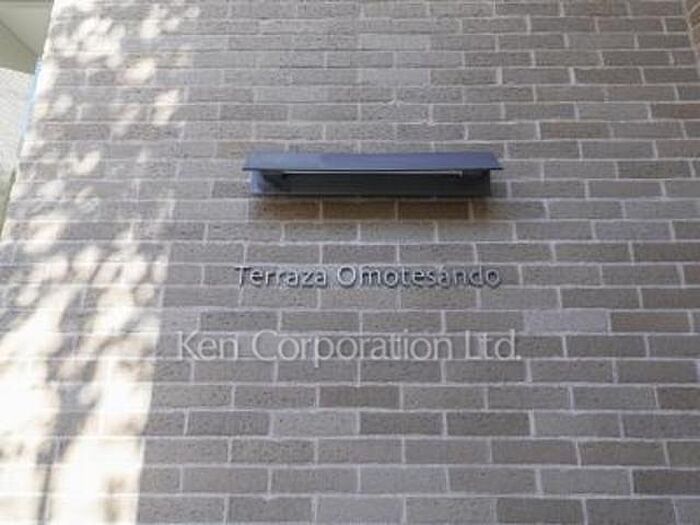 Terraza Omotesando
Ken Corporation Ltd.